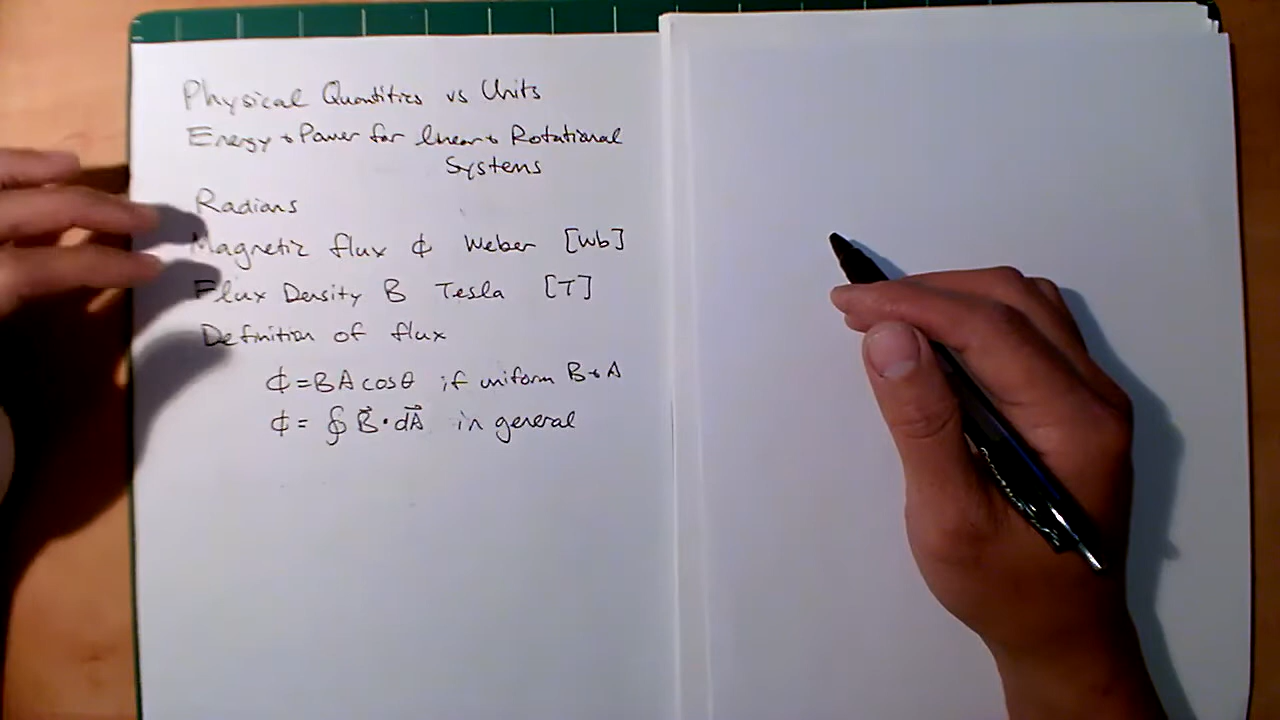 Physical Quantities vs Units
Energy + Power for linear + Rotational
Systems
Radians
Magnetic flux ϕ Weber [Wb]
Flux Density B Tesla [T]
Definition of flux
ϕ = BA cosθ if uniform B + A
ϕ = ∮ B⃗ · dA⃗ in general